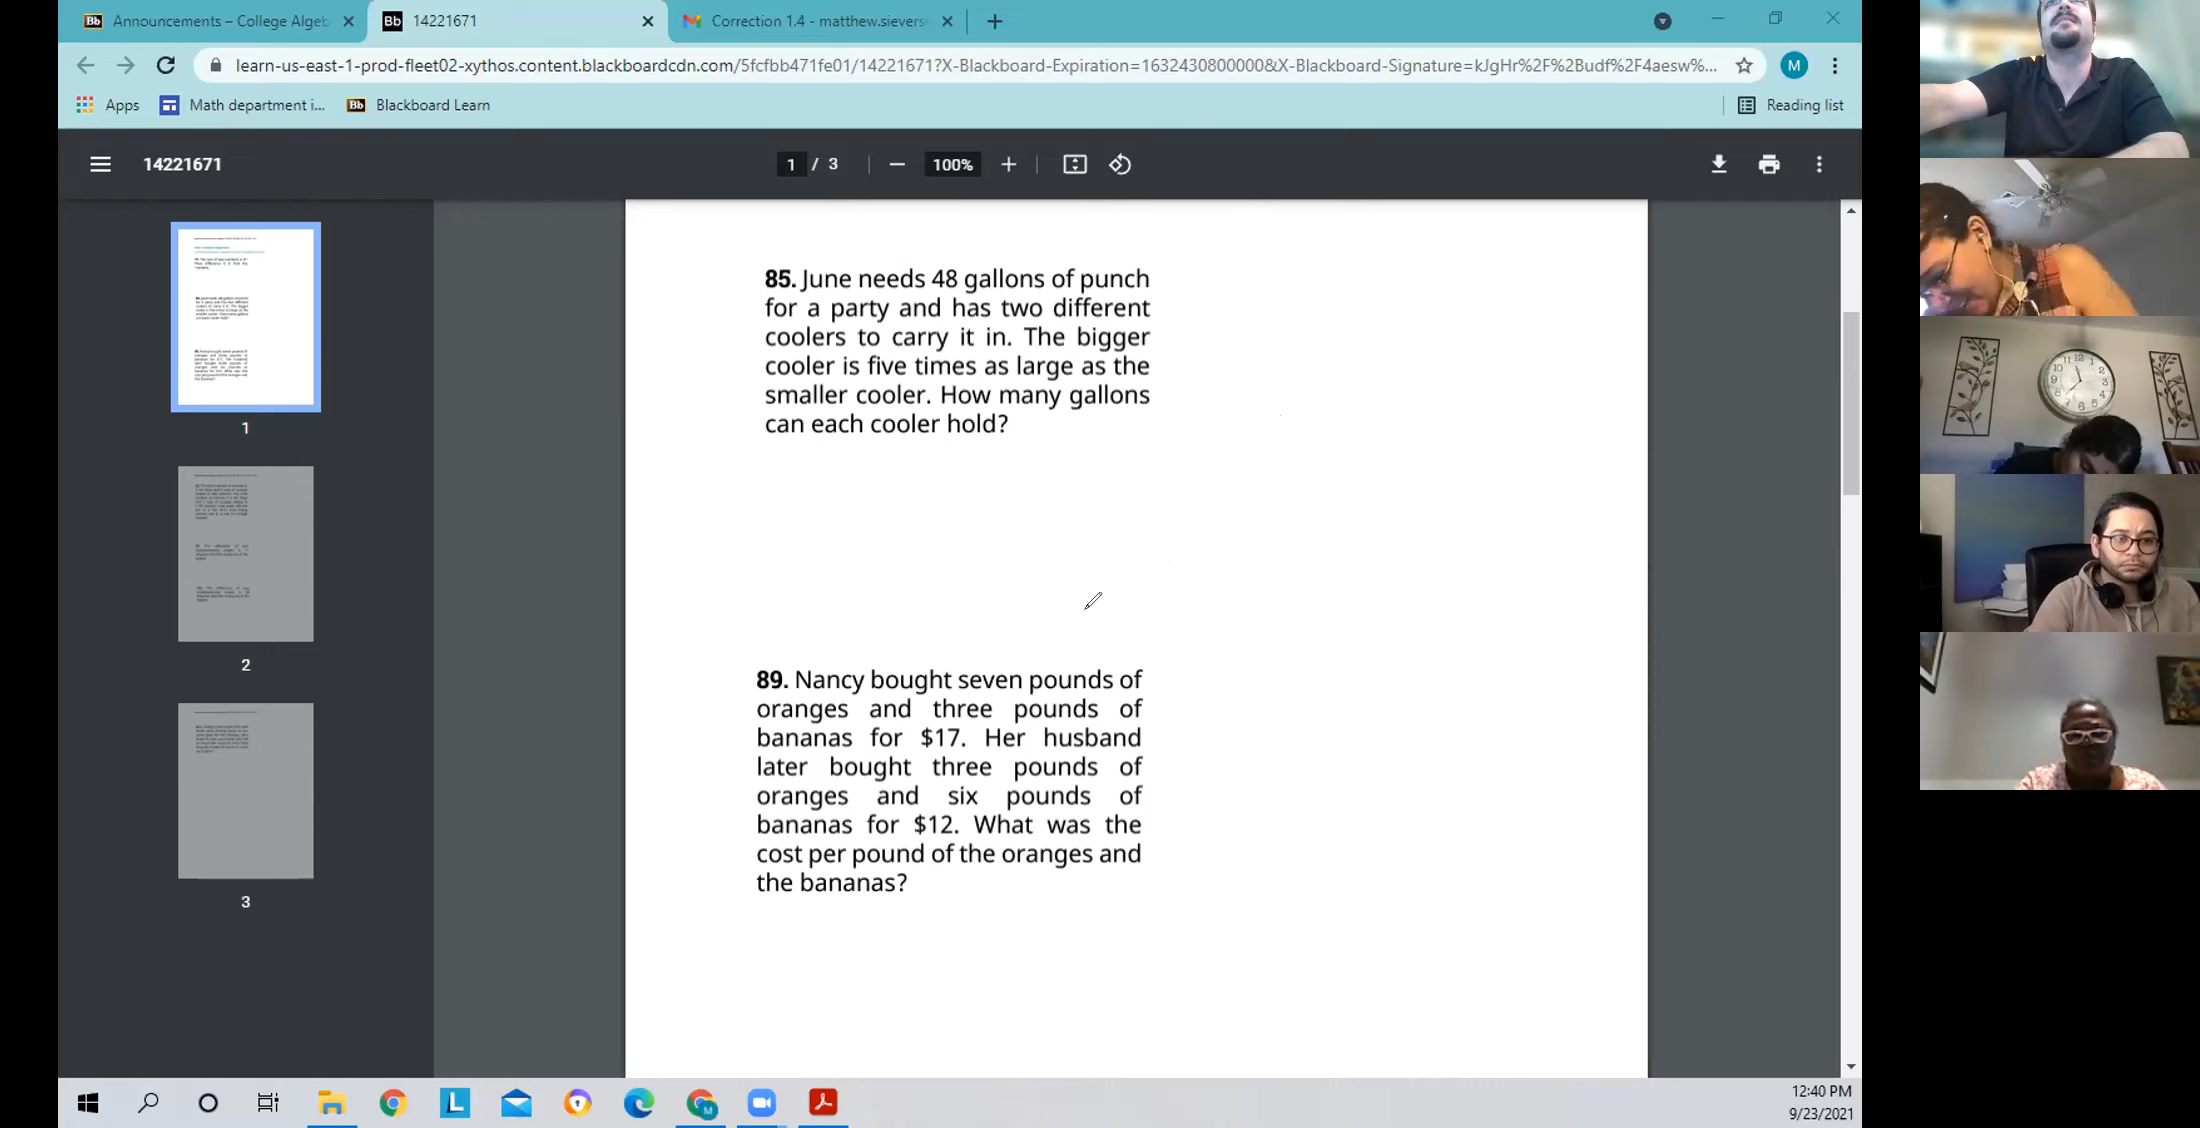 Announcements – College Algeb
14221671
Correction 1.4 - matthew.sievers
learn-us-east-1-prod-fleet02-xythos.content.blackboardcdn.com/5fcfbb471fe01/14221671?X-Blackboard-Expiration=1632430800000&X-Blackboard-Signature=kJgHr%2F%2Budf%2F4aesw%...
M
Apps
Math department i...
Bb
Blackboard Learn
Reading list
14221671
1 / 3
100%
85. June needs 48 gallons of punch
for a party and has two different
coolers to carry it in. The bigger
cooler is five times as large as the
smaller cooler. How many gallons
can each cooler hold?
89. Nancy bought seven pounds of
oranges and three pounds of
bananas for $17. Her husband
later bought three pounds of
oranges and six pounds of
bananas for $12. What was the
cost per pound of the oranges and
the bananas?
1
2
3
12:40 PM
9/23/2021